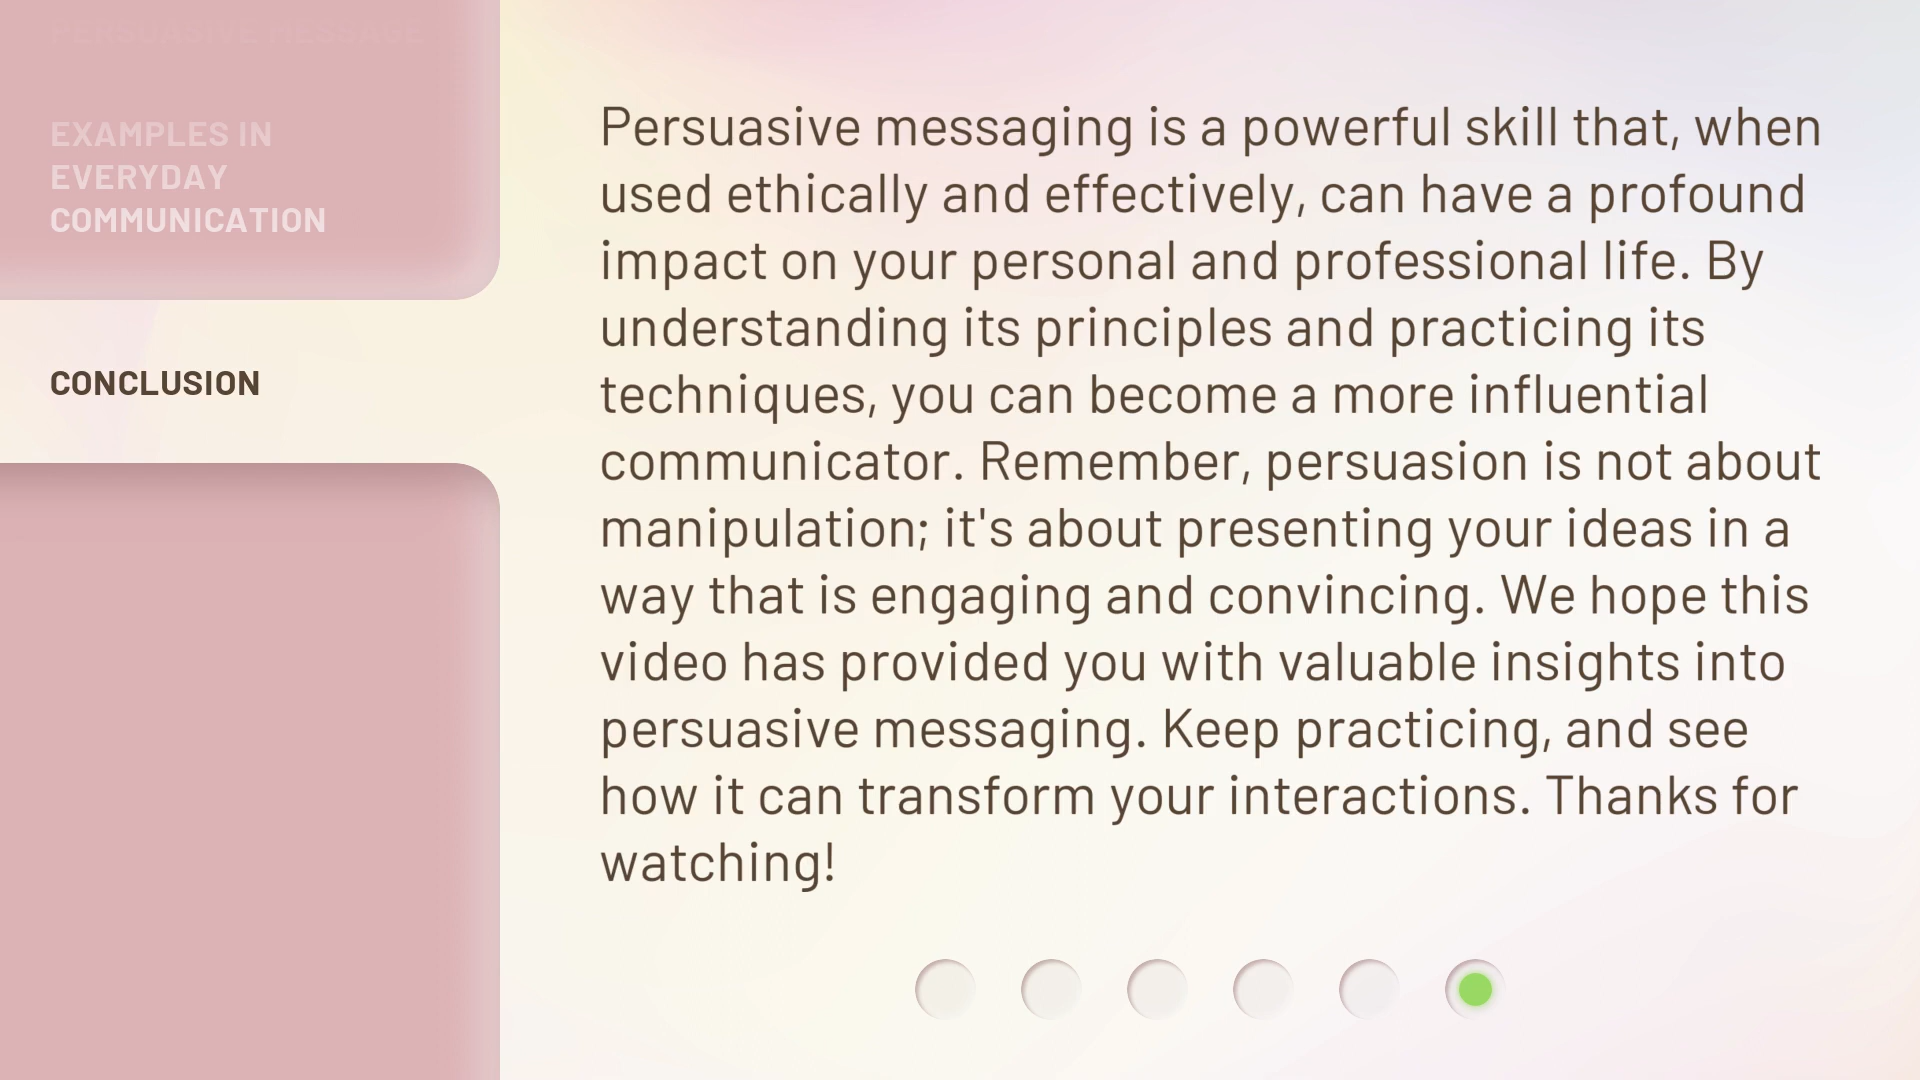 PERSUASIVE MESSAGE
EXAMPLES IN
EVERYDAY
COMMUNICATION
CONCLUSION
Persuasive messaging is a powerful skill that, when
used ethically and effectively, can have a profound
impact on your personal and professional life. By
understanding its principles and practicing its
techniques, you can become a more influential
communicator. Remember, persuasion is not about
manipulation; it's about presenting your ideas in a
way that is engaging and convincing. We hope this
video has provided you with valuable insights into
persuasive messaging. Keep practicing, and see
how it can transform your interactions. Thanks for
watching!